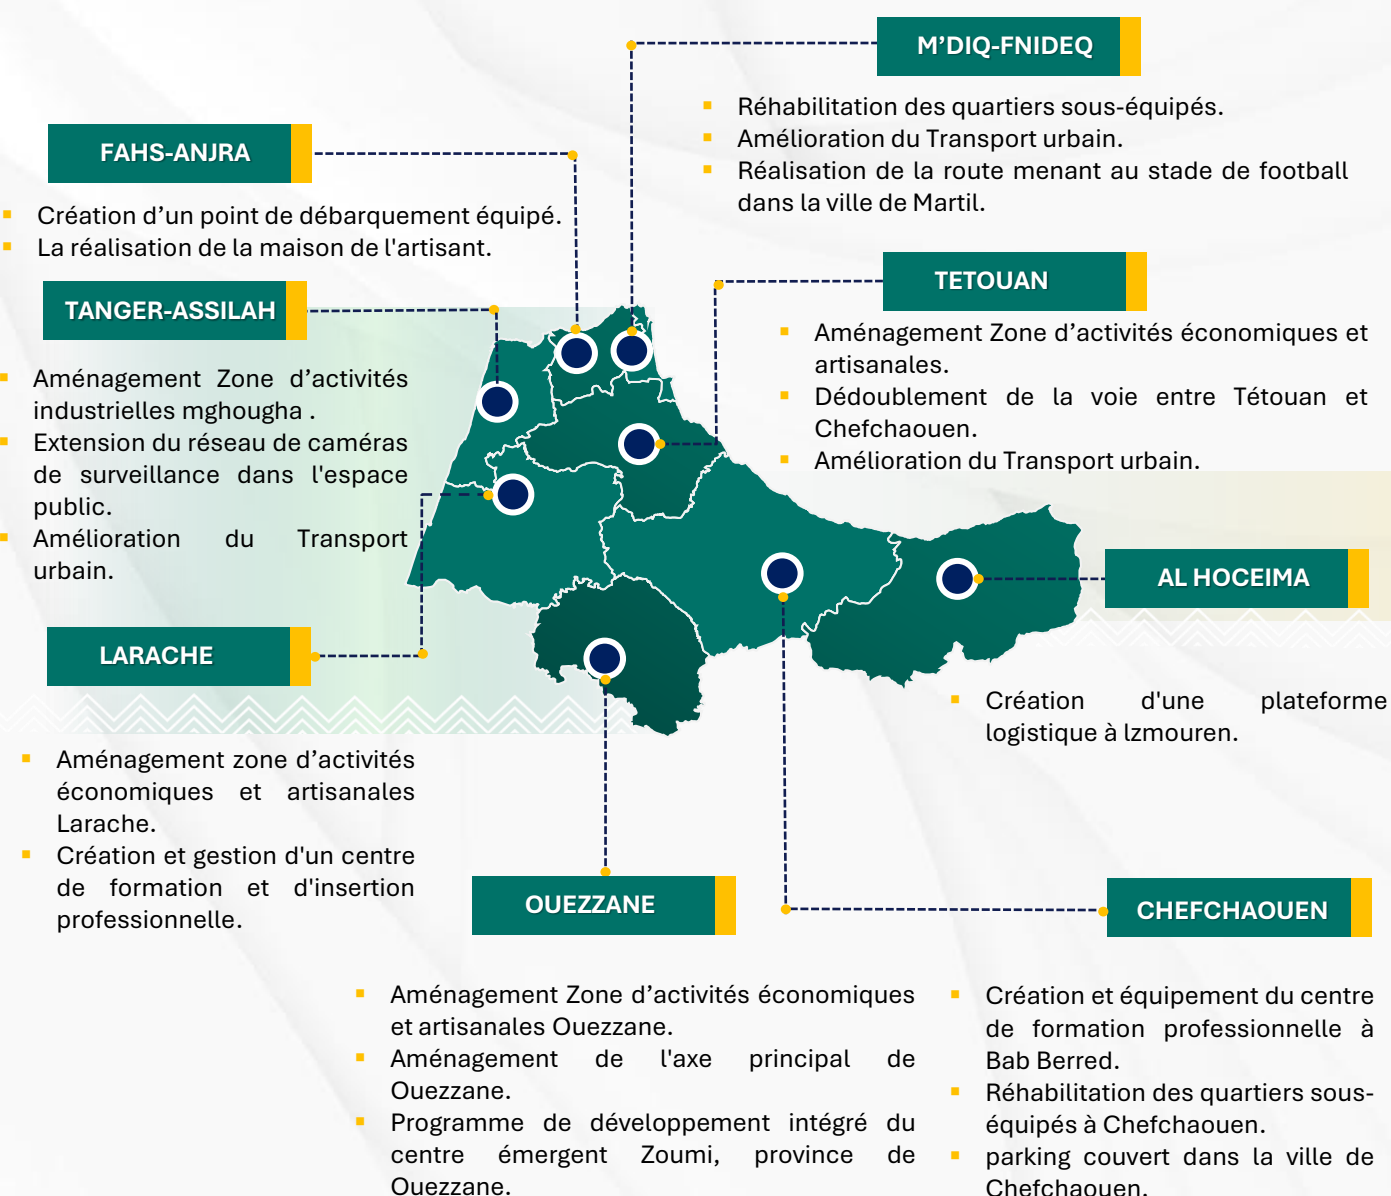 M'DIQ-FNIDEQ
Réhabilitation des quartiers sous-équipés.
Amélioration du Transport urbain.
Réalisation de la route menant au stade de football
dans la ville de Martil.
FAHS-ANJRA
Création d'un point de débarquement équipé.
La réalisation de la maison de l'artisant.
TETOUAN
Aménagement Zone d'activités économiques et
artisanales.
Dédoublement de la voie entre Tétouan et
Chefchaouen.
Amélioration du Transport urbain.
TANGER-ASSILAH
Aménagement Zone d'activités
industrielles mghougha .
Extension du réseau de caméras
de surveillance dans l'espace
public.
Amélioration du Transport
urbain.
AL HOCEIMA
Création d'une plateforme
logistique à Izmouren.
LARACHE
Aménagement zone d'activités
économiques et artisanales
Larache.
Création et gestion d'un centre
de formation et d'insertion
professionnelle.
OUEZZANE
Aménagement Zone d'activités économiques
et artisanales Ouezzane.
Aménagement de l'axe principal de
Ouezzane.
Programme de développement intégré du
centre émergent Zoumi, province de
Ouezzane.
CHEFCHAOUEN
Création et équipement du centre
de formation professionnelle à
Bab Berred.
Réhabilitation des quartiers sous-
équipés à Chefchaouen.
parking couvert dans la ville de
Chefchaouen.